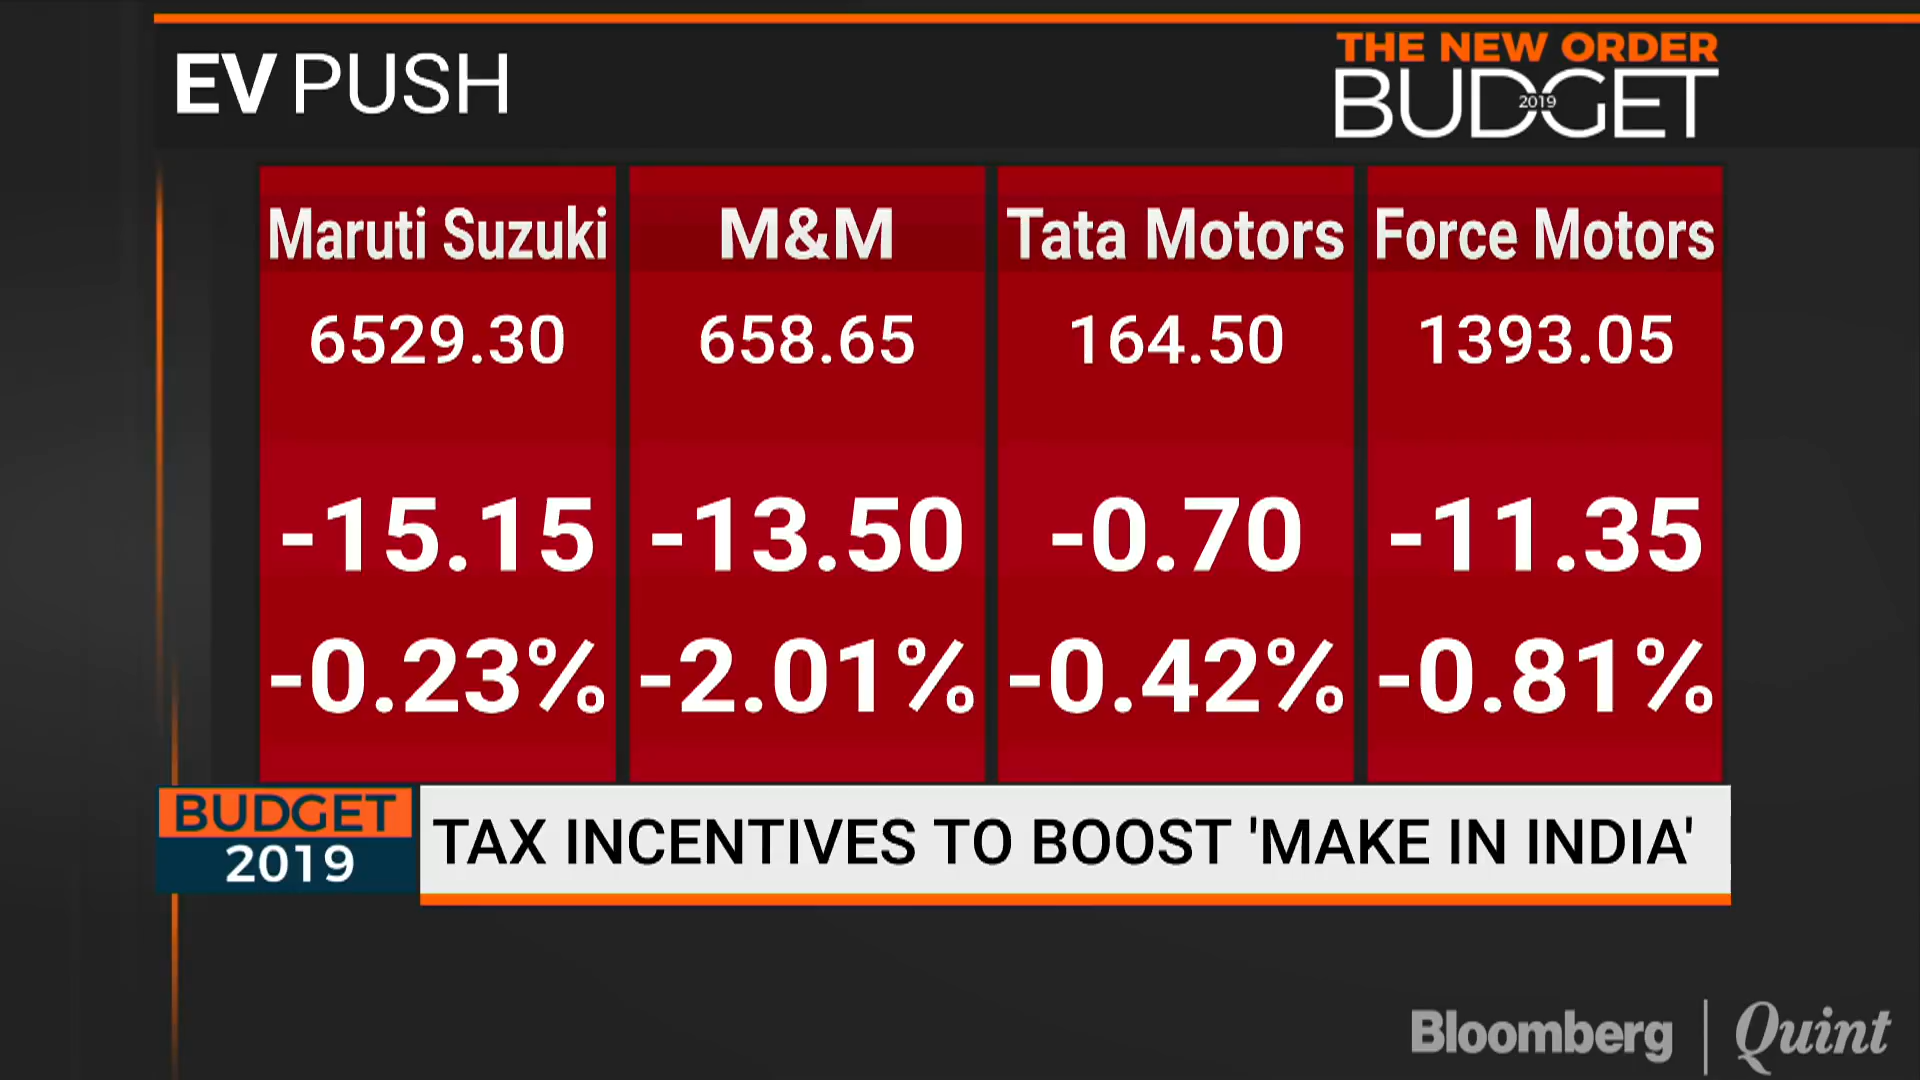 EV PUSH
THE NEW ORDER
BUDGET
2019
Maruti Suzuki
6529.30
-15.15
-0.23%
M&M
658.65
-13.50
-2.01%
Tata Motors
164.50
-0.70
-0.42%
Force Motors
1393.05
-11.35
-0.81%
BUDGET
2019
TAX INCENTIVES TO BOOST 'MAKE IN INDIA'
Bloomberg | Quint